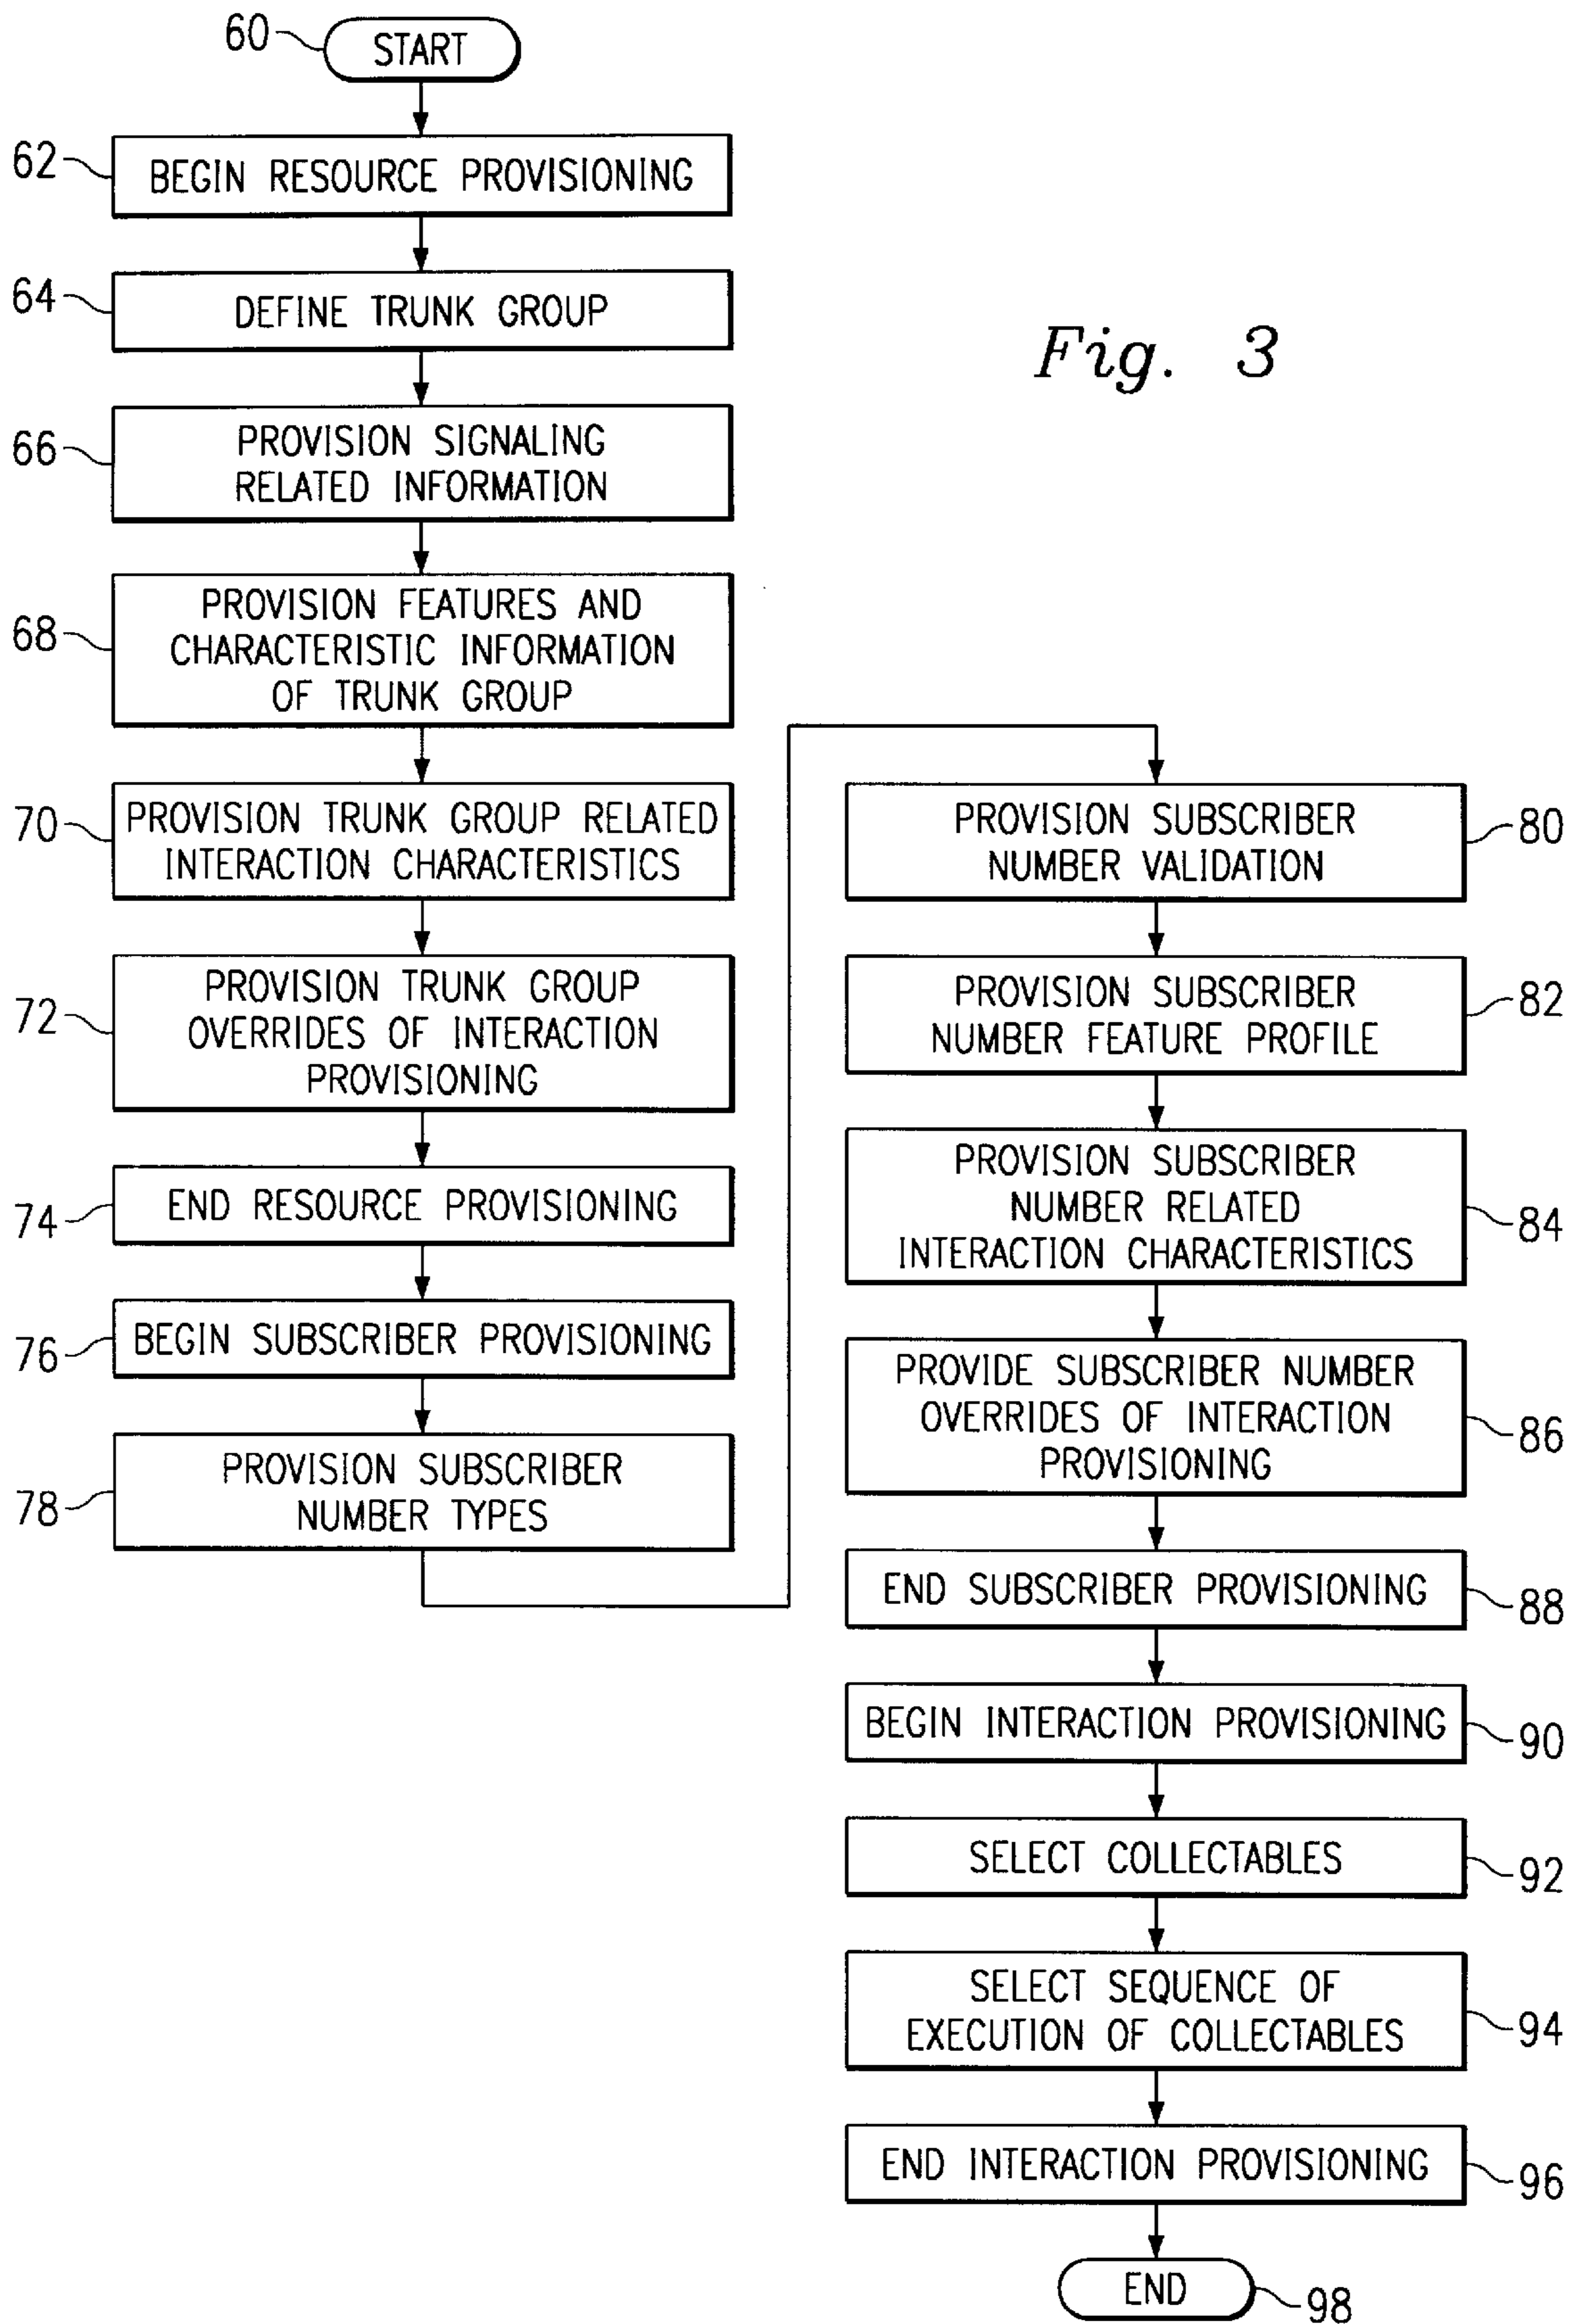 60
START
62
BEGIN RESOURCE PROVISIONING
64
DEFINE TRUNK GROUP
Fig. 3
66
PROVISION SIGNALING
RELATED INFORMATION
68
PROVISION FEATURES AND
CHARACTERISTIC INFORMATION
OF TRUNK GROUP
70
PROVISION TRUNK GROUP RELATED
INTERACTION CHARACTERISTICS
72
PROVISION TRUNK GROUP
OVERRIDES OF INTERACTION
PROVISIONING
74
END RESOURCE PROVISIONING
76
BEGIN SUBSCRIBER PROVISIONING
78
PROVISION SUBSCRIBER
NUMBER TYPES
PROVISION SUBSCRIBER
NUMBER VALIDATION
80
PROVISION SUBSCRIBER
NUMBER FEATURE PROFILE
82
PROVISION SUBSCRIBER
NUMBER RELATED
INTERACTION CHARACTERISTICS
84
PROVIDE SUBSCRIBER NUMBER
OVERRIDES OF INTERACTION
PROVISIONING
86
END SUBSCRIBER PROVISIONING
88
BEGIN INTERACTION PROVISIONING
90
SELECT COLLECTABLES
92
SELECT SEQUENCE OF
EXECUTION OF COLLECTABLES
94
END INTERACTION PROVISIONING
96
END
98